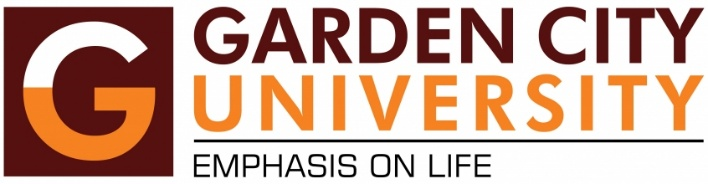 G
GARDEN CITY
UNIVERSITY
EMPHASIS ON LIFE